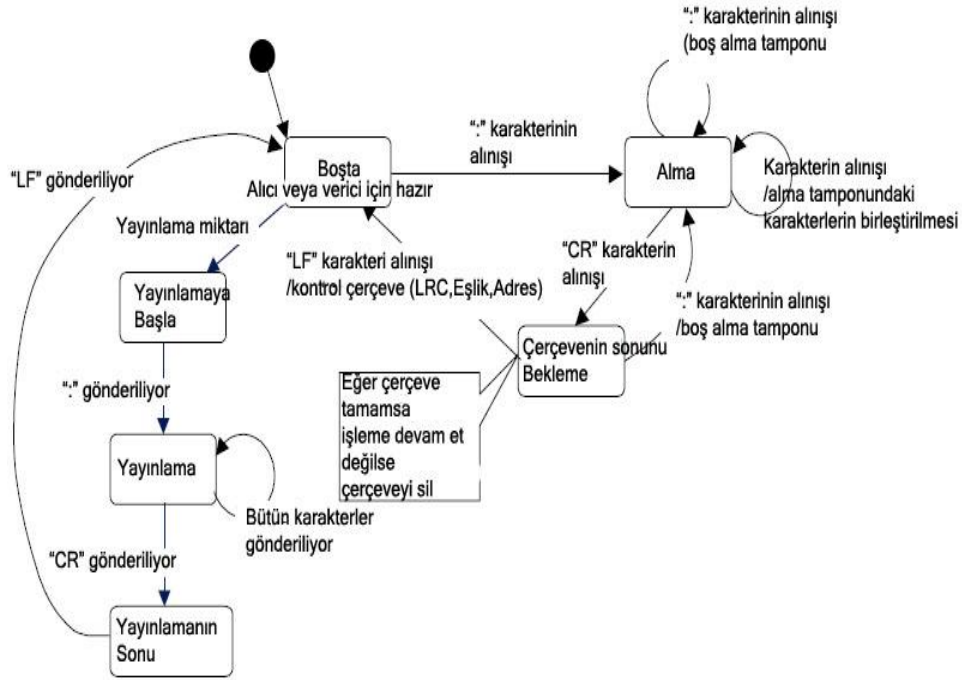 ":" karakterinin alınışı
(boş alma tamponu
":" karakterinin
alınışı
Boşta
Alıcı veya verici için hazır
Alma
Karakterin alınışı
/alma tamponundaki
karakterlerin birleştirilmesi
"LF" gönderiliyor
Yayınlama miktarı
"LF" karakteri alınışı
/kontrol çerçeve (LRC,Eşlik,Adres)
"CR" karakterin
alınışı
":" karakterinin alınışı
/boş alma tamponu
Yayınlamaya
Başla
Çerçevenin sonunu
Bekleme
":" gönderiliyor
Eğer çerçeve
tamamsa
işleme devam et
değilse
çerçeveyi sil
Yayınlama
Bütün karakterler
gönderiliyor
"CR" gönderiliyor
Yayınlamanın
Sonu